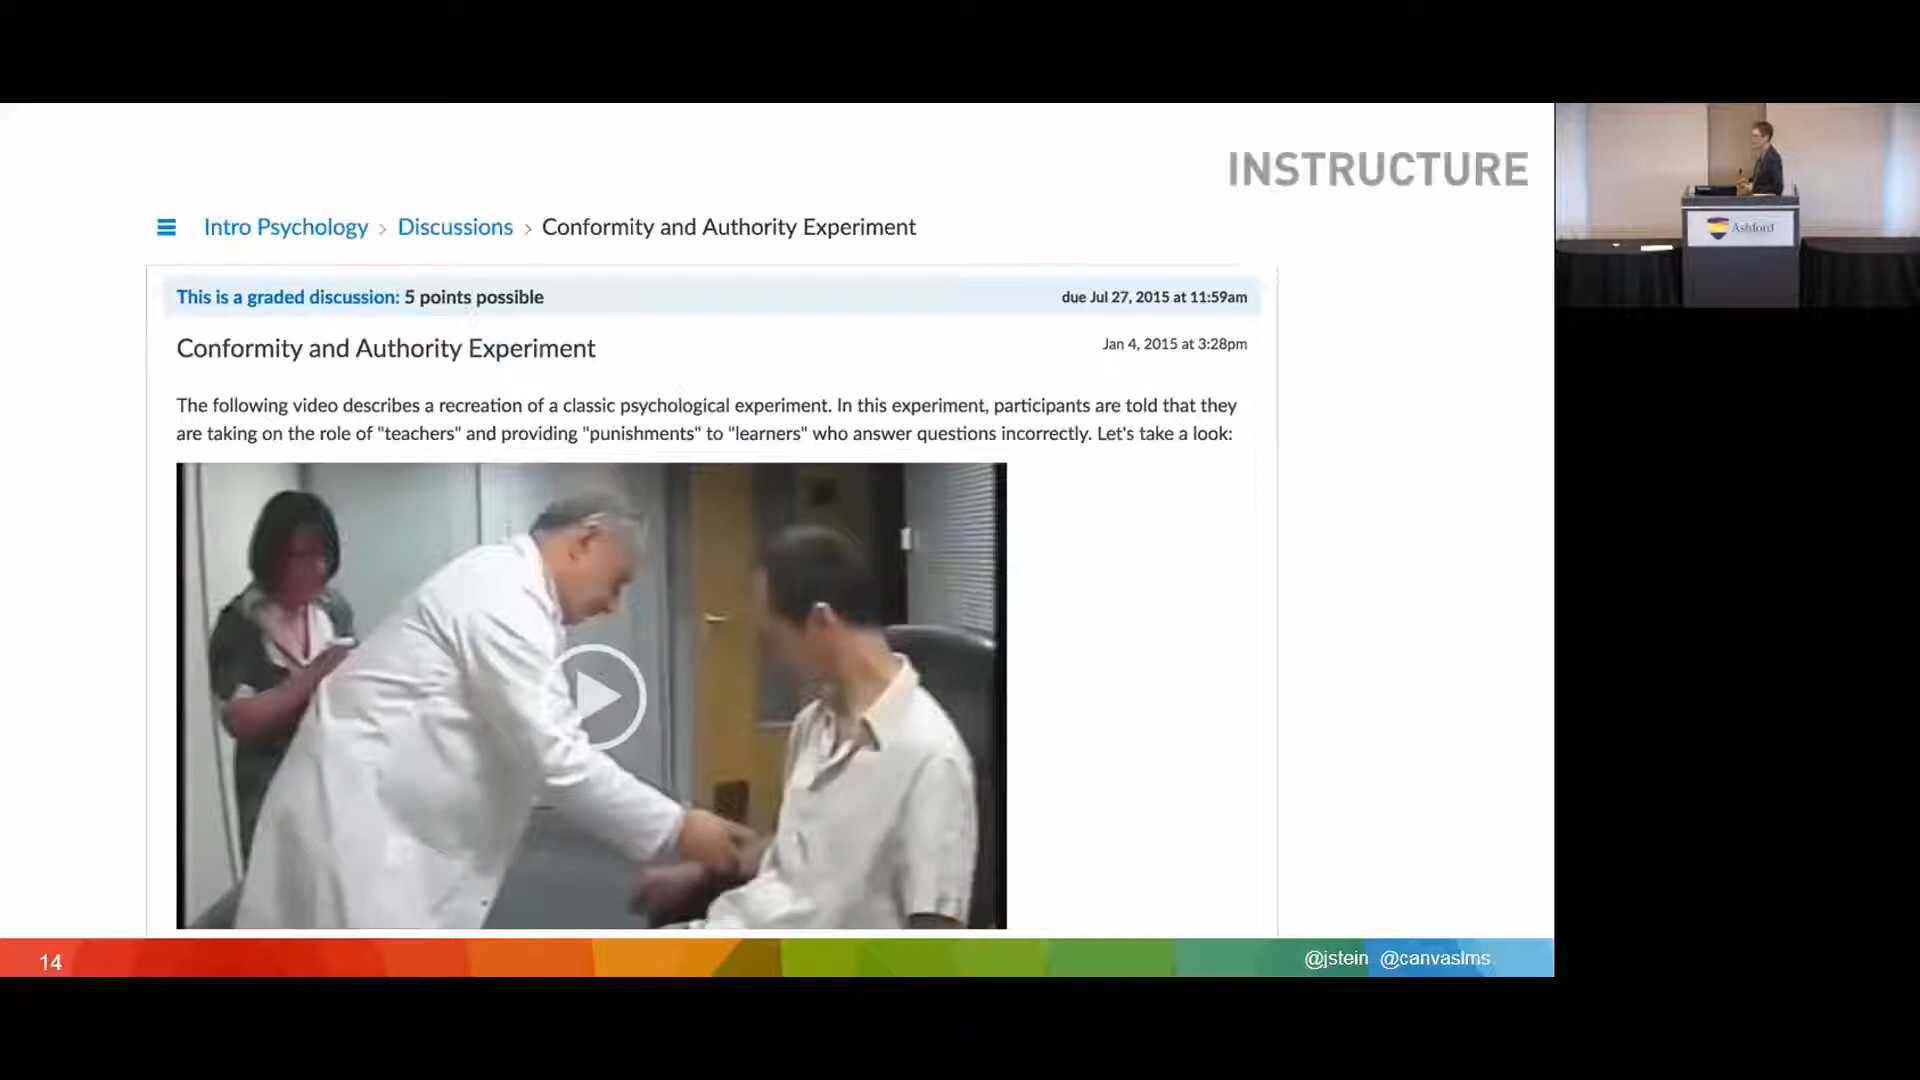 INSTRUCTURE
Intro Psychology > Discussions > Conformity and Authority Experiment
This is a graded discussion: 5 points possible
due Jul 27, 2015 at 11:59am
Conformity and Authority Experiment
Jan 4, 2015 at 3:28pm
The following video describes a recreation of a classic psychological experiment. In this experiment, participants are told that they
are taking on the role of "teachers" and providing "punishments" to "learners" who answer questions incorrectly. Let's take a look:
14
@jstein @canvaslms
Ashford